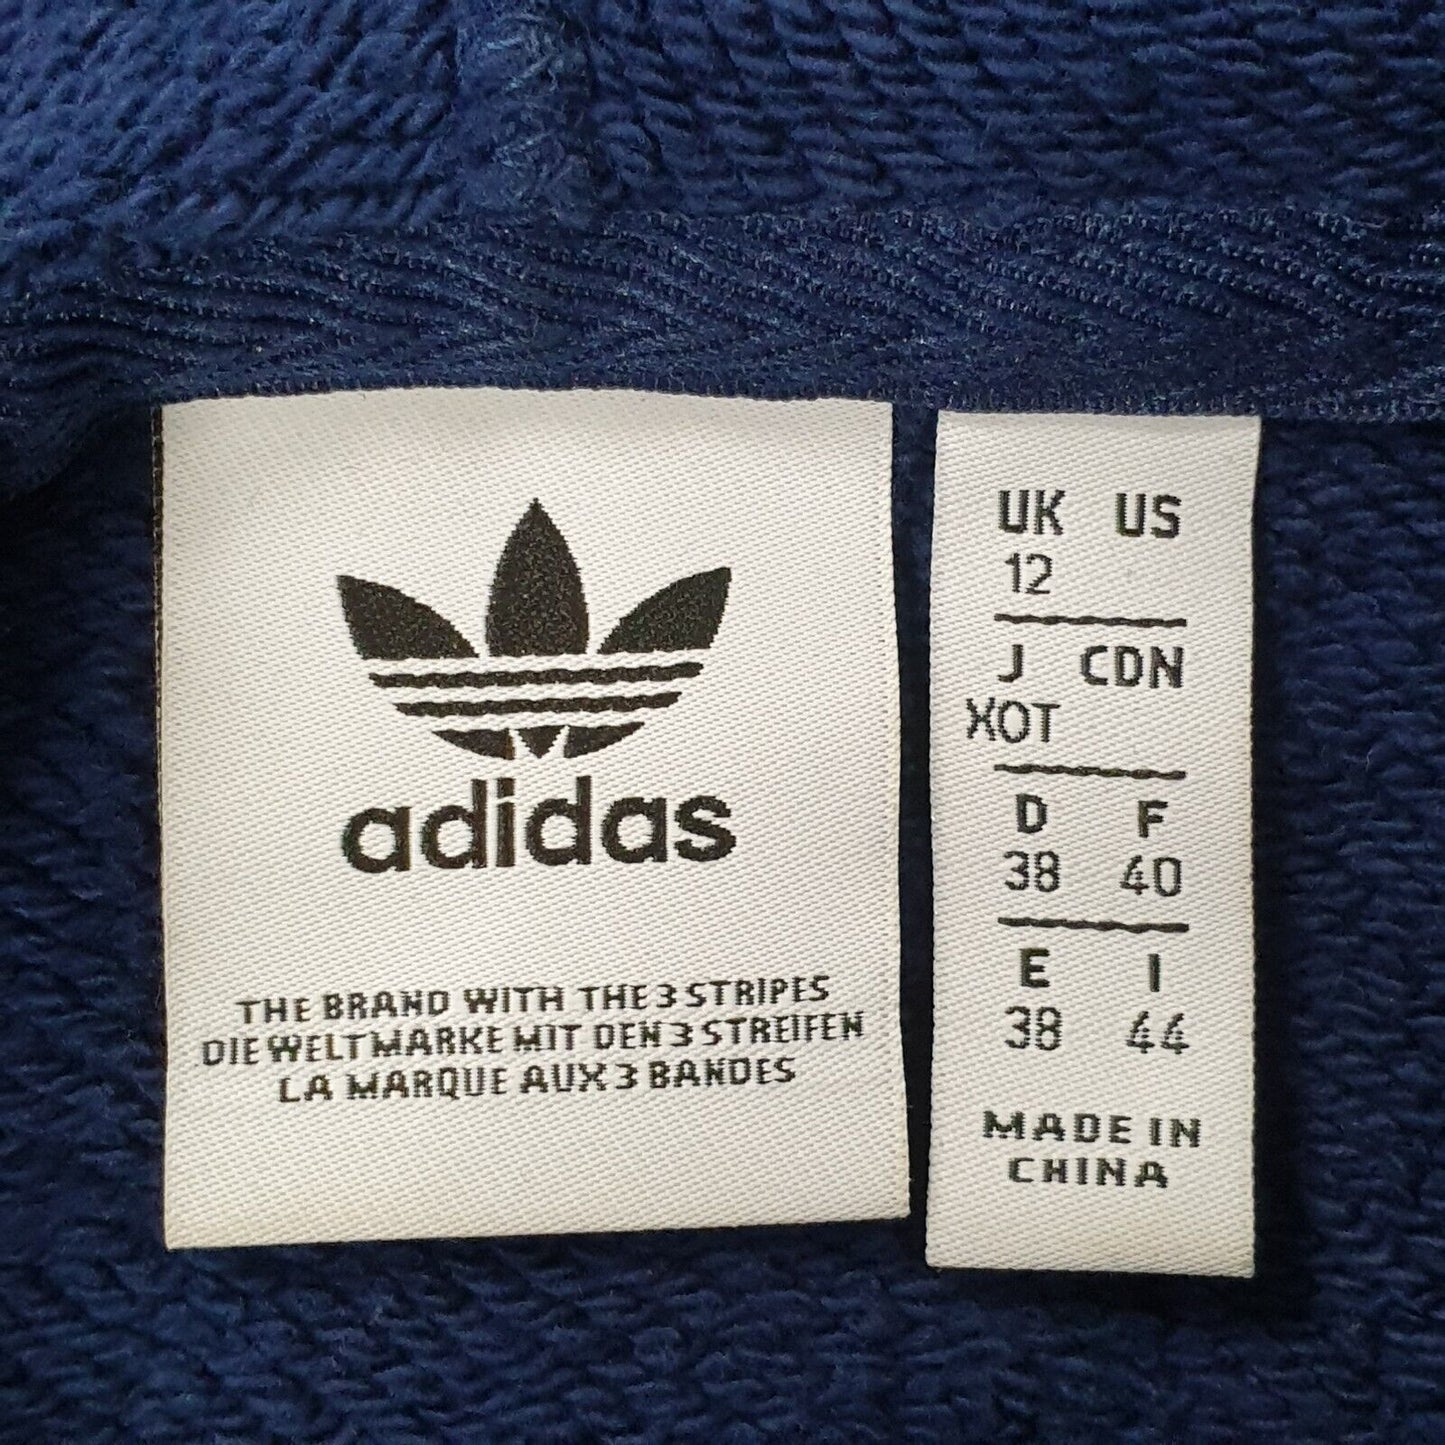 adidas
THE BRAND WITH THE 3 STRIPES
DIE WELTMARKE MIT DEN 3 STREIFEN
LA MARQUE AUX 3 BANDES
UK US
12
J CDN
XOT
D F
38 40
E I
38 44
MADE IN
CHINA